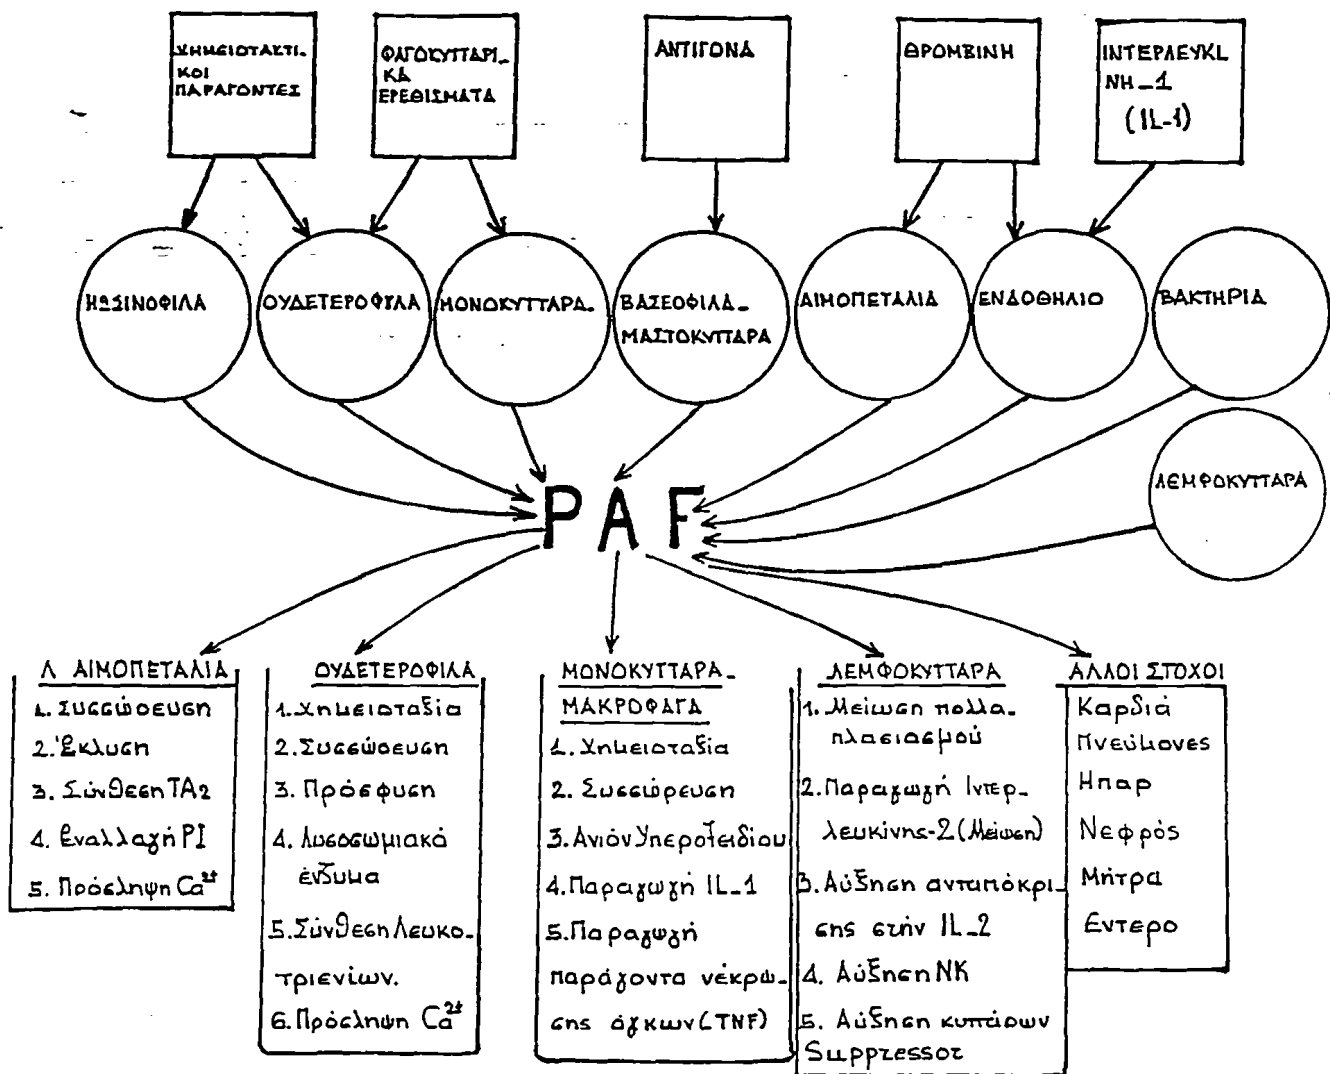 ΧΗΜΕΙΟΤΑΚΤΙ-
ΚΟΙ
ΠΑΡΑΓΟΝΤΕΣ
ΦΑΓΟΚΥΤΤΑΡΙ-
ΚΑ
ΕΡΕΘΙΣΜΑΤΑ
ΑΝΤΙΓΟΝΑ
ΘΡΟΜΒΙΝΗ
ΙΝΤΕΡΛΕΥΚΙ
ΝΗ-1
(IL-1)
ΗΩΣΙΝΟΦΙΛΑ
ΟΥΔΕΤΕΡΟΦΙΛΑ
ΜΟΝΟΚΥΤΤΑΡΑ-
ΒΑΣΕΟΦΙΛΑ-
ΜΑΣΤΟΚΥΤΤΑΡΑ
ΑΙΜΟΠΕΤΑΛΙΑ
ΕΝΔΟΘΗΛΙΟ
ΒΑΚΤΗΡΙΑ
ΛΕΜΦΟΚΥΤΤΑΡΑ
PAF
Λ ΑΙΜΟΠΕΤΑΛΙΑ
1. Συσσώρευση
2. Έκλυση
3. Σύνθεση TA2
4. Εναλλαγή PI
5. Πρόσληψη Ca2+
ΟΥΔΕΤΕΡΟΦΙΛΑ
1. Χημειοταξία
2. Συσσώρευση
3. Πρόσφυση
4. Λυσοσωμιακά
ένζυμα
5. Σύνθεση Λευκο-
τριενίων.
6. Πρόσληψη Ca2+
ΜΟΝΟΚΥΤΤΑΡΑ-
ΜΑΚΡΟΦΑΓΑ
1. Χημειοταξία
2. Συσσώρευση
3. Ανιόν Υπεροξειδίου
4. Παραγωγή IL-1
5. Παραγωγή
παράγοντα νέκρω-
σης όγκων (TNF)
ΛΕΜΦΟΚΥΤΤΑΡΑ
1. Μείωση πολλα-
πλασιασμού
2. Παραγωγή Ιντερ-
λευκίνης-2 (Μείωση)
3. Αύξηση ανταπόκρι-
σης στήν IL-2
4. Αύξηση NK
5. Αύξηση κυττάρων
Suppressor
ΑΛΛΟΙ ΣΤΟΧΟΙ
Καρδιά
Πνεύμονες
Ηπαρ
Νεφρός
Μήτρα
Εντερο